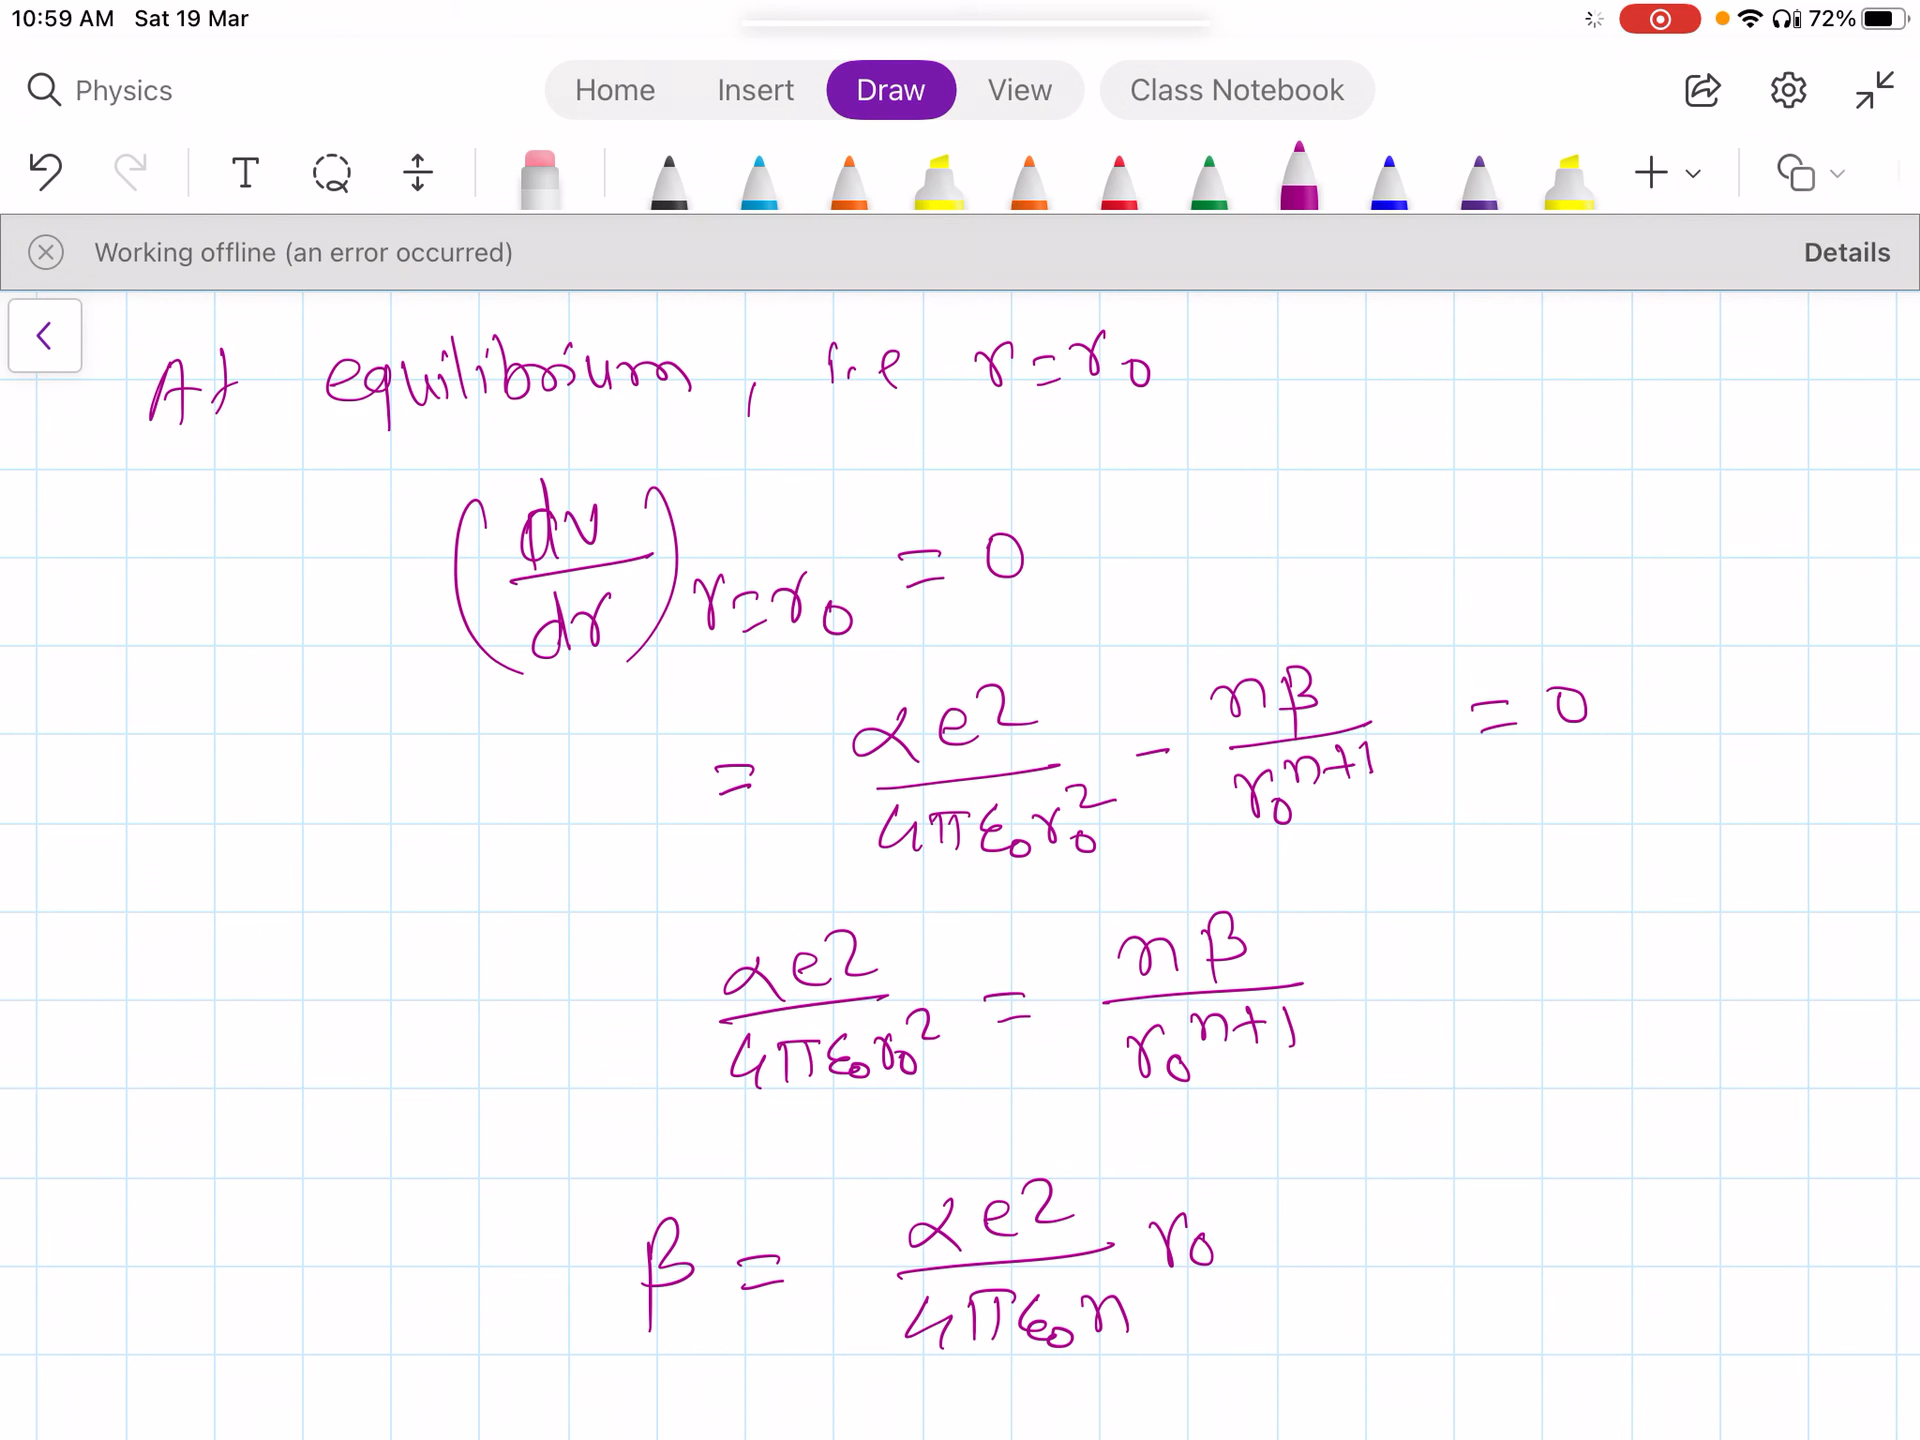 10:59 AM Sat 19 Mar 72%
Physics Home Insert Draw View Class Notebook
T
Working offline (an error occurred) Details
At equilibrium, i.e r=r₀
(dv/dr) r=r₀ = 0
= αe²/4πε₀r₀² - nβ/r₀ⁿ⁺¹ = 0
αe²/4πε₀r₀² = nβ/r₀ⁿ⁺¹
β = αe²/4πε₀n r₀